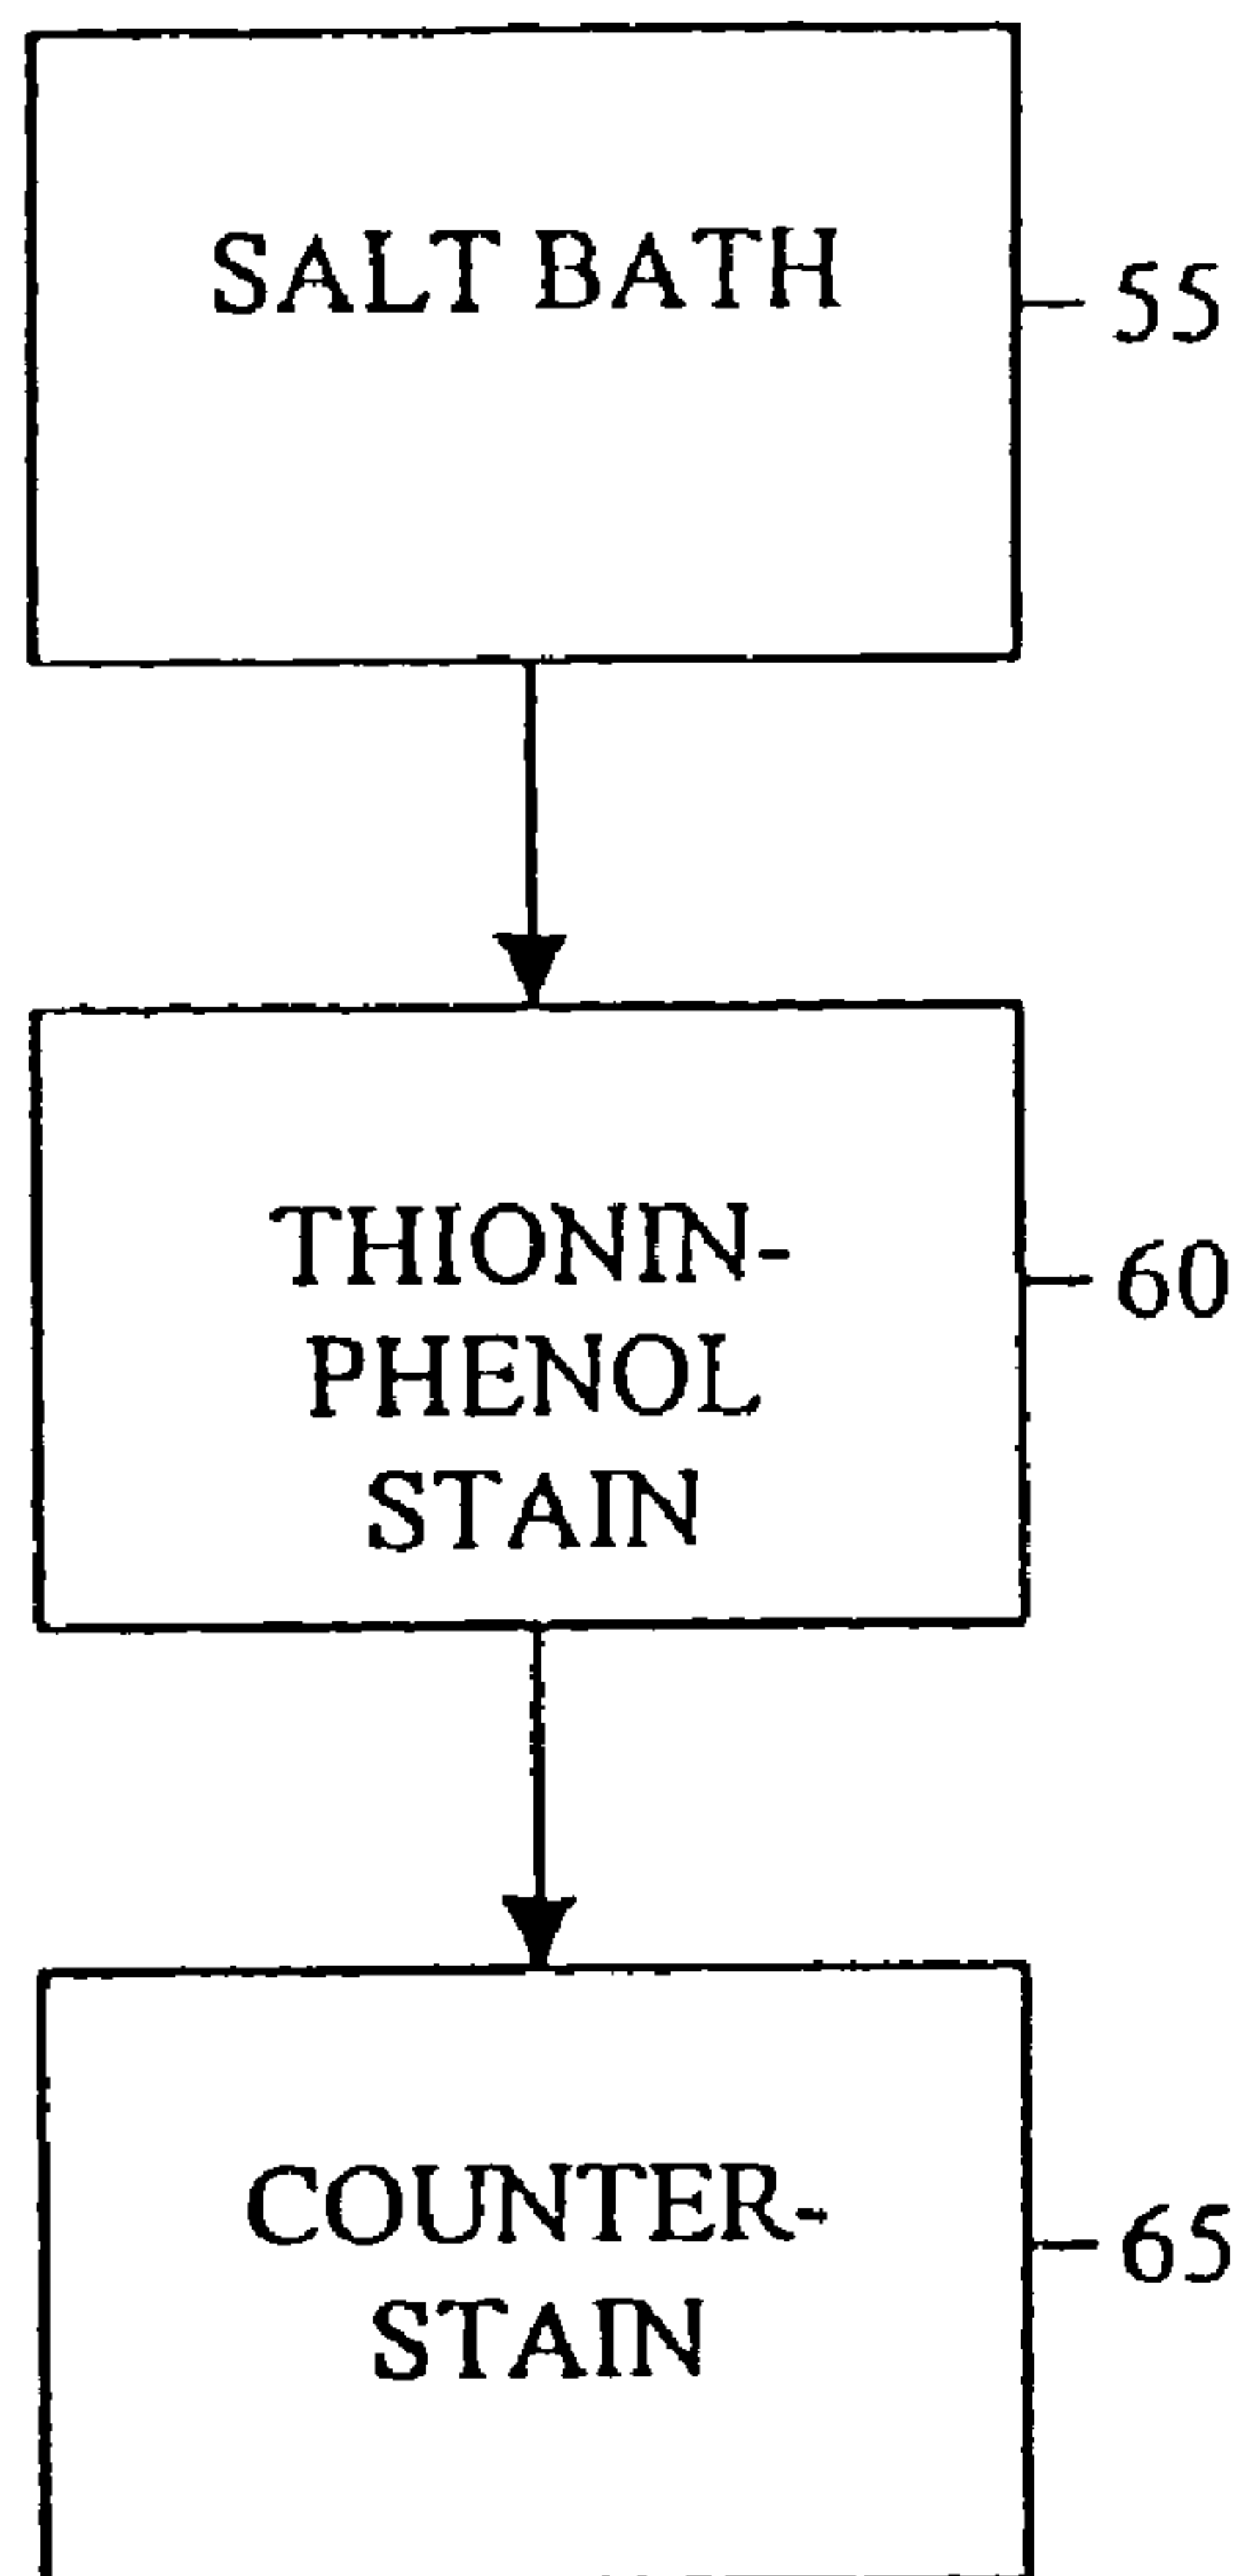 SALT BATH
55
THIONIN-
PHENOL
STAIN
60
COUNTER-
STAIN
65